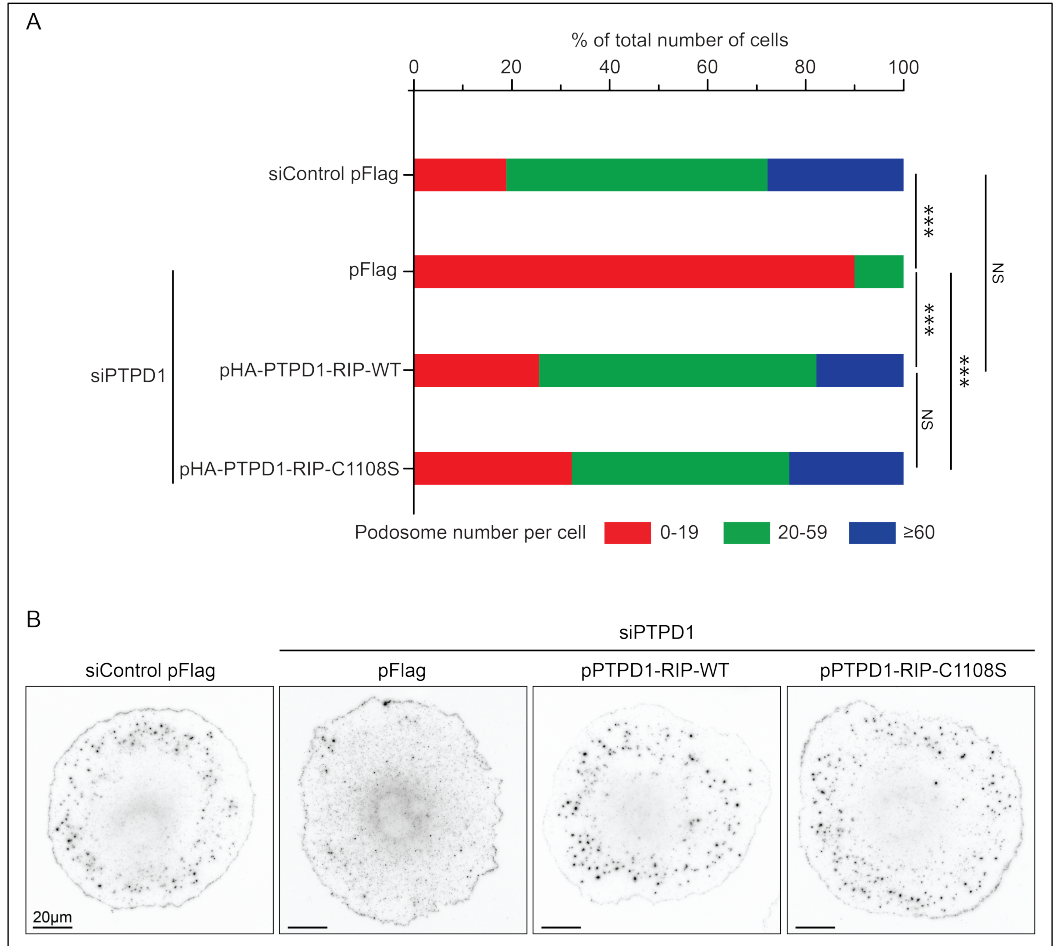 A
% of total number of cells
0 20 40 60 80 100
siControl pFlag
***
pFlag
NS
***
siPTPD1
pHA-PTPD1-RIP-WT
***
NS
pHA-PTPD1-RIP-C1108S
Podosome number per cell 0-19 20-59 ≥60
B
siPTPD1
siControl pFlag pFlag pPTPD1-RIP-WT pPTPD1-RIP-C1108S
20µm